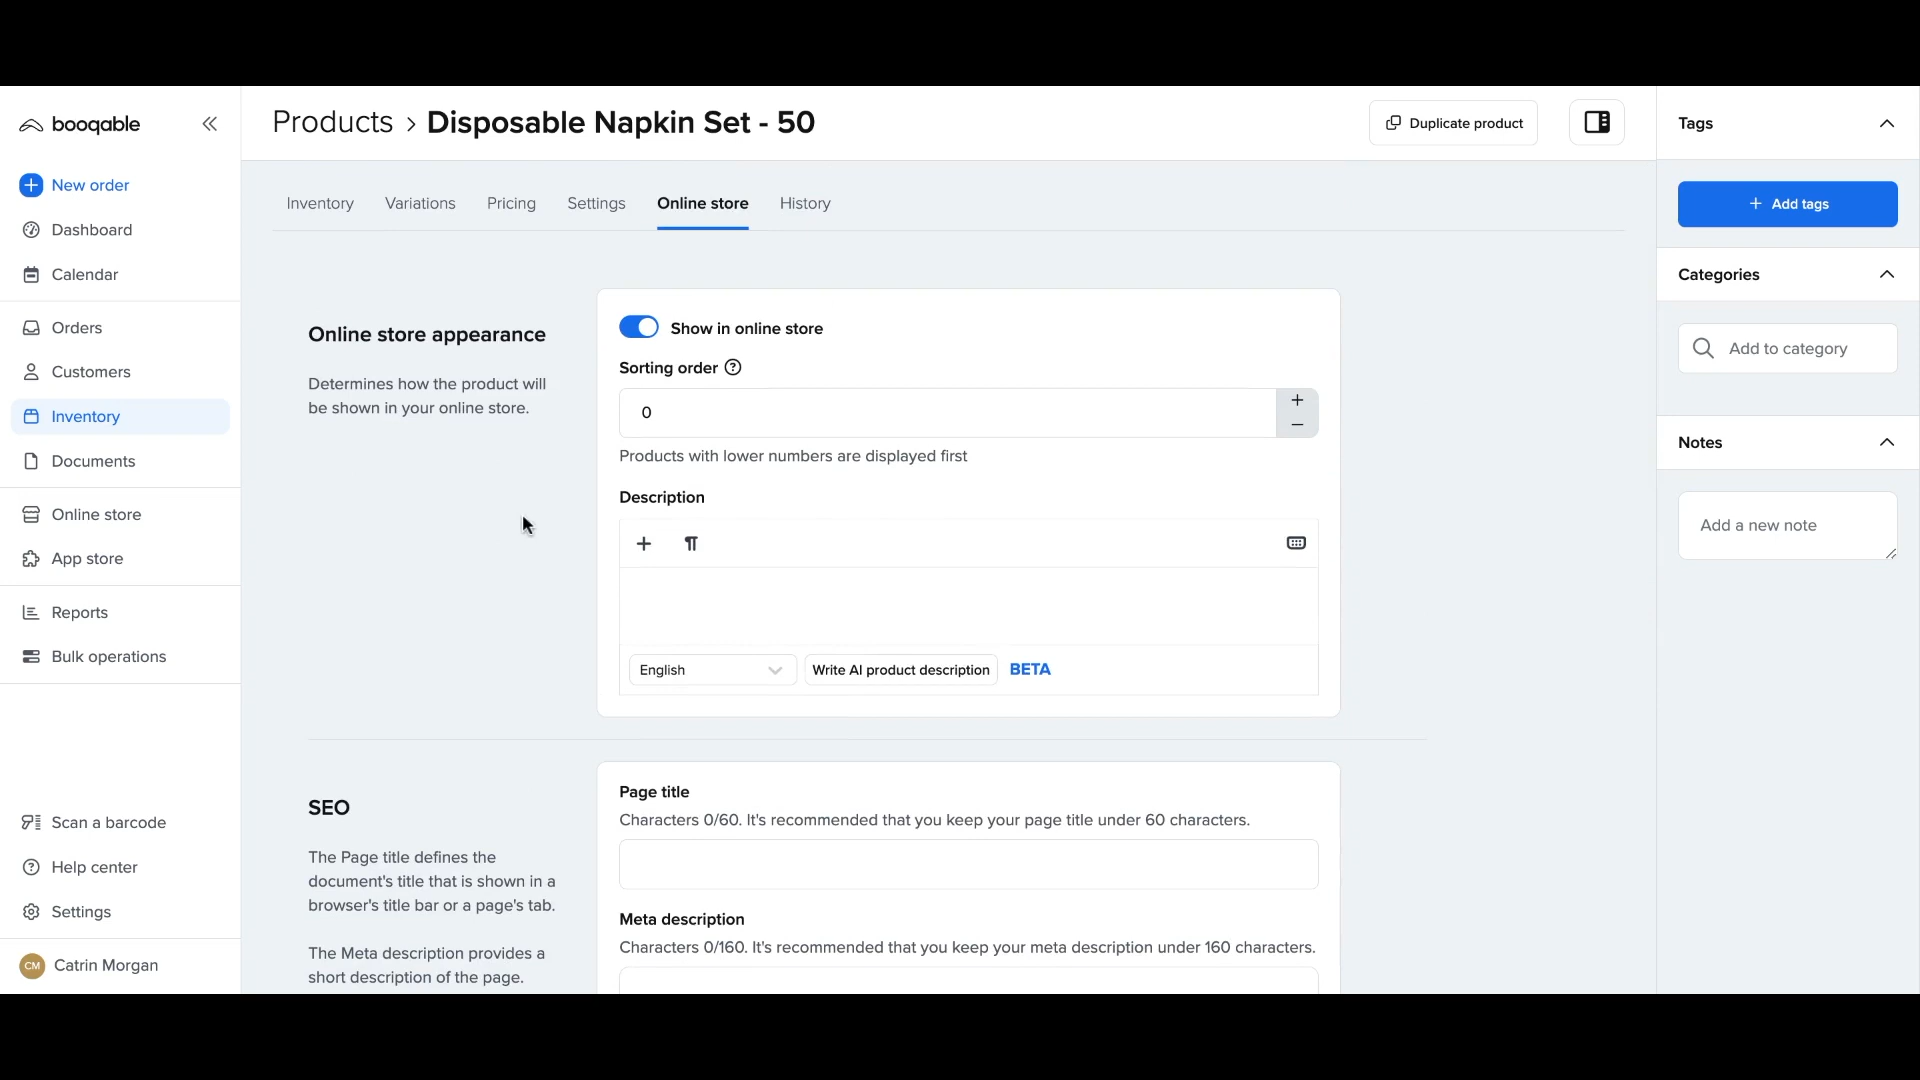 booqable
Products › Disposable Napkin Set - 50
Duplicate product
New order
Dashboard
Calendar
Orders
Customers
Inventory
Documents
Online store
App store
Reports
Bulk operations
Scan a barcode
Help center
Settings
CM Catrin Morgan
Inventory Variations Pricing Settings Online store History
Online store appearance
Determines how the product will
be shown in your online store.
Show in online store
Sorting order
0
Products with lower numbers are displayed first
Description
English
Write AI product description BETA
SEO
The Page title defines the
document's title that is shown in a
browser's title bar or a page's tab.
The Meta description provides a
short description of the page.
Page title
Characters 0/60. It's recommended that you keep your page title under 60 characters.
Meta description
Characters 0/160. It's recommended that you keep your meta description under 160 characters.
Tags
+ Add tags
Categories
Add to category
Notes
Add a new note